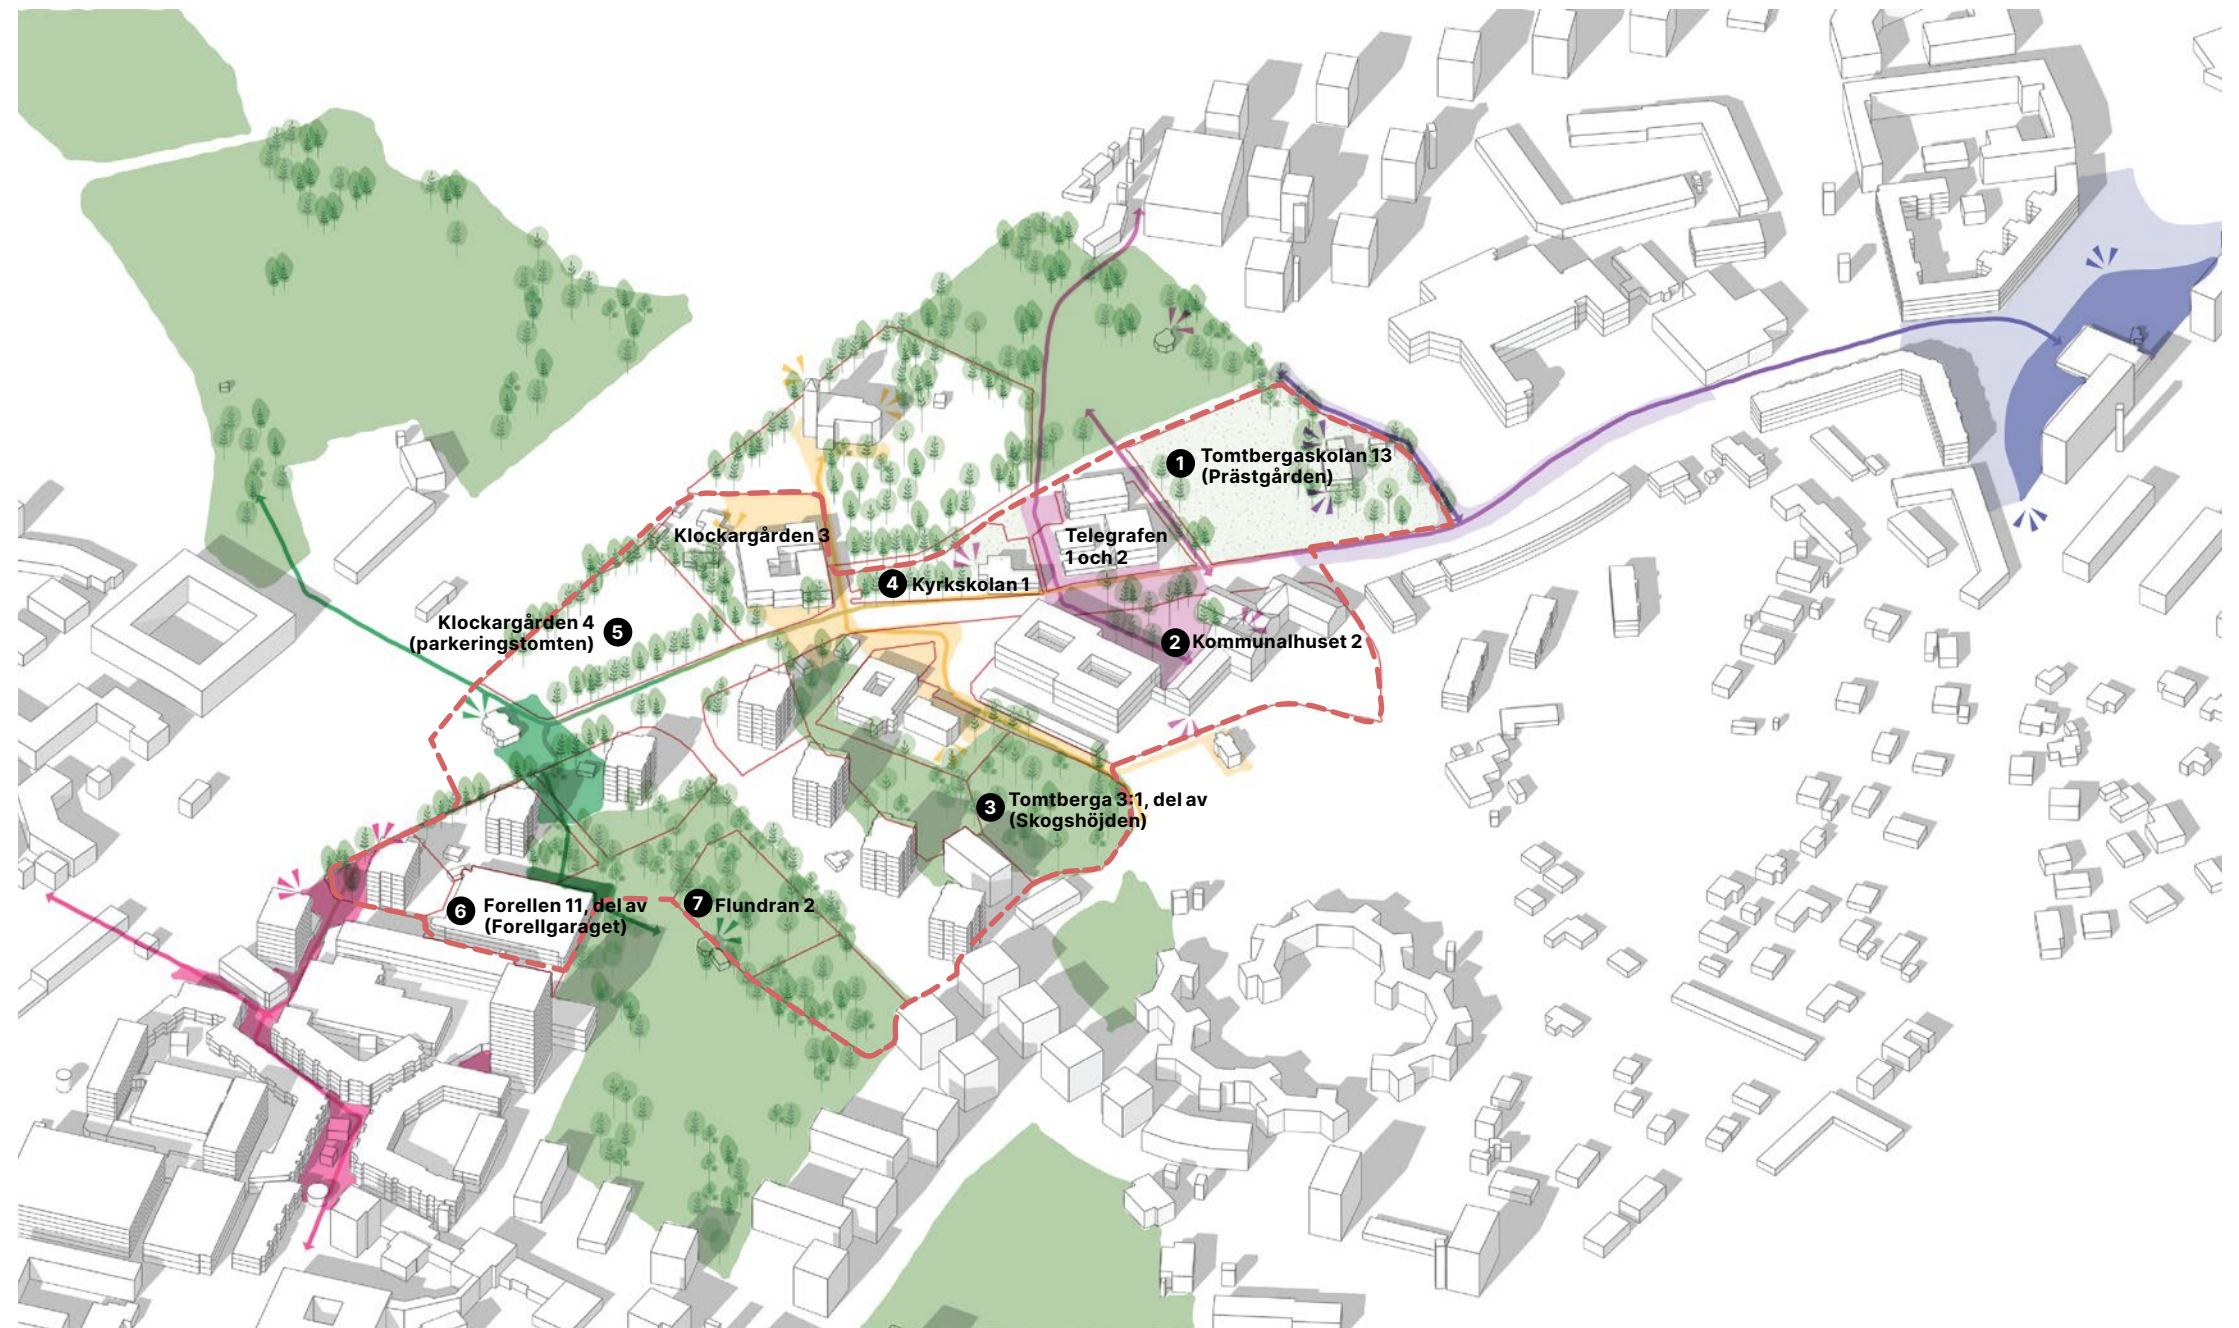 1 Tomtbergaskolan 13
(Prästgården)
Klockargården 3
Telegrafen
1 och 2
4 Kyrkskolan 1
Klockargården 4
(parkeringstomten) 5
2 Kommunalhuset 2
3 Tomtberga 3:1, del av
(Skogshöjden)
6 Forellen 11, del av
(Forellgaraget)
7 Flundran 2